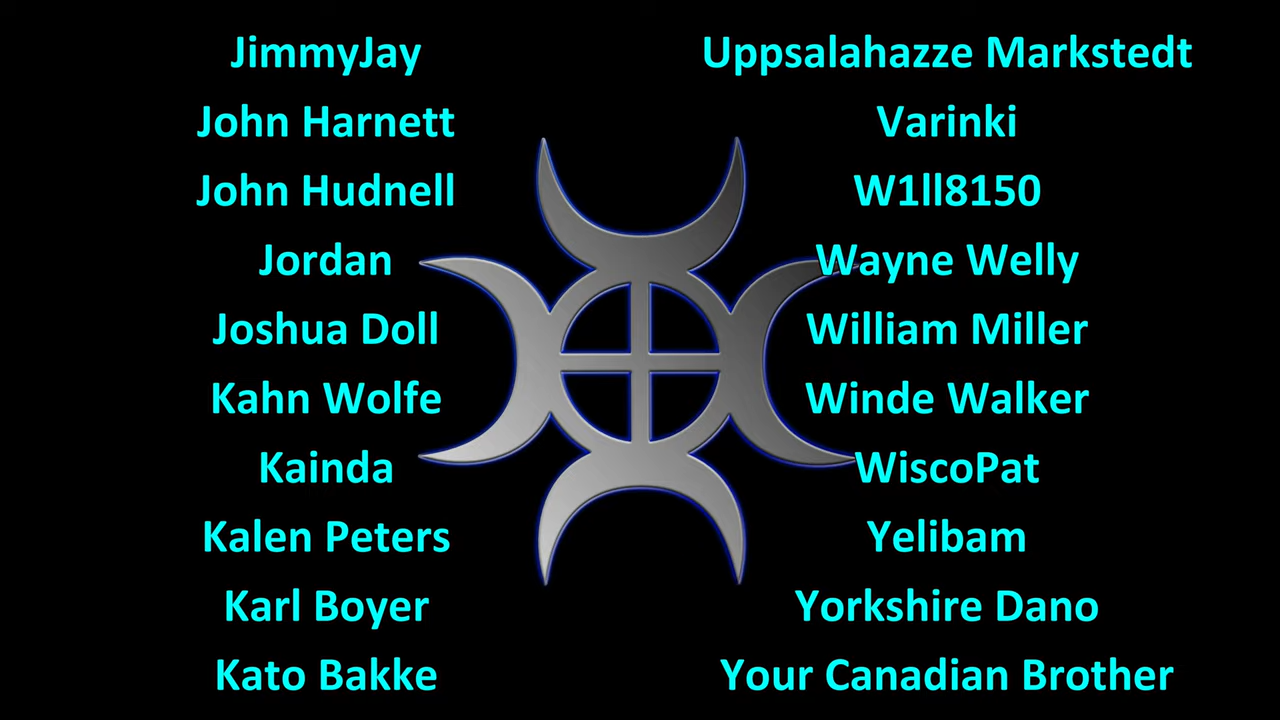 JimmyJay
John Harnett
John Hudnell
Jordan
Joshua Doll
Kahn Wolfe
Kainda
Kalen Peters
Karl Boyer
Kato Bakke
Uppsalahazze Markstedt
Varinki
W1ll8150
Wayne Welly
William Miller
Winde Walker
WiscoPat
Yelibam
Yorkshire Dano
Your Canadian Brother